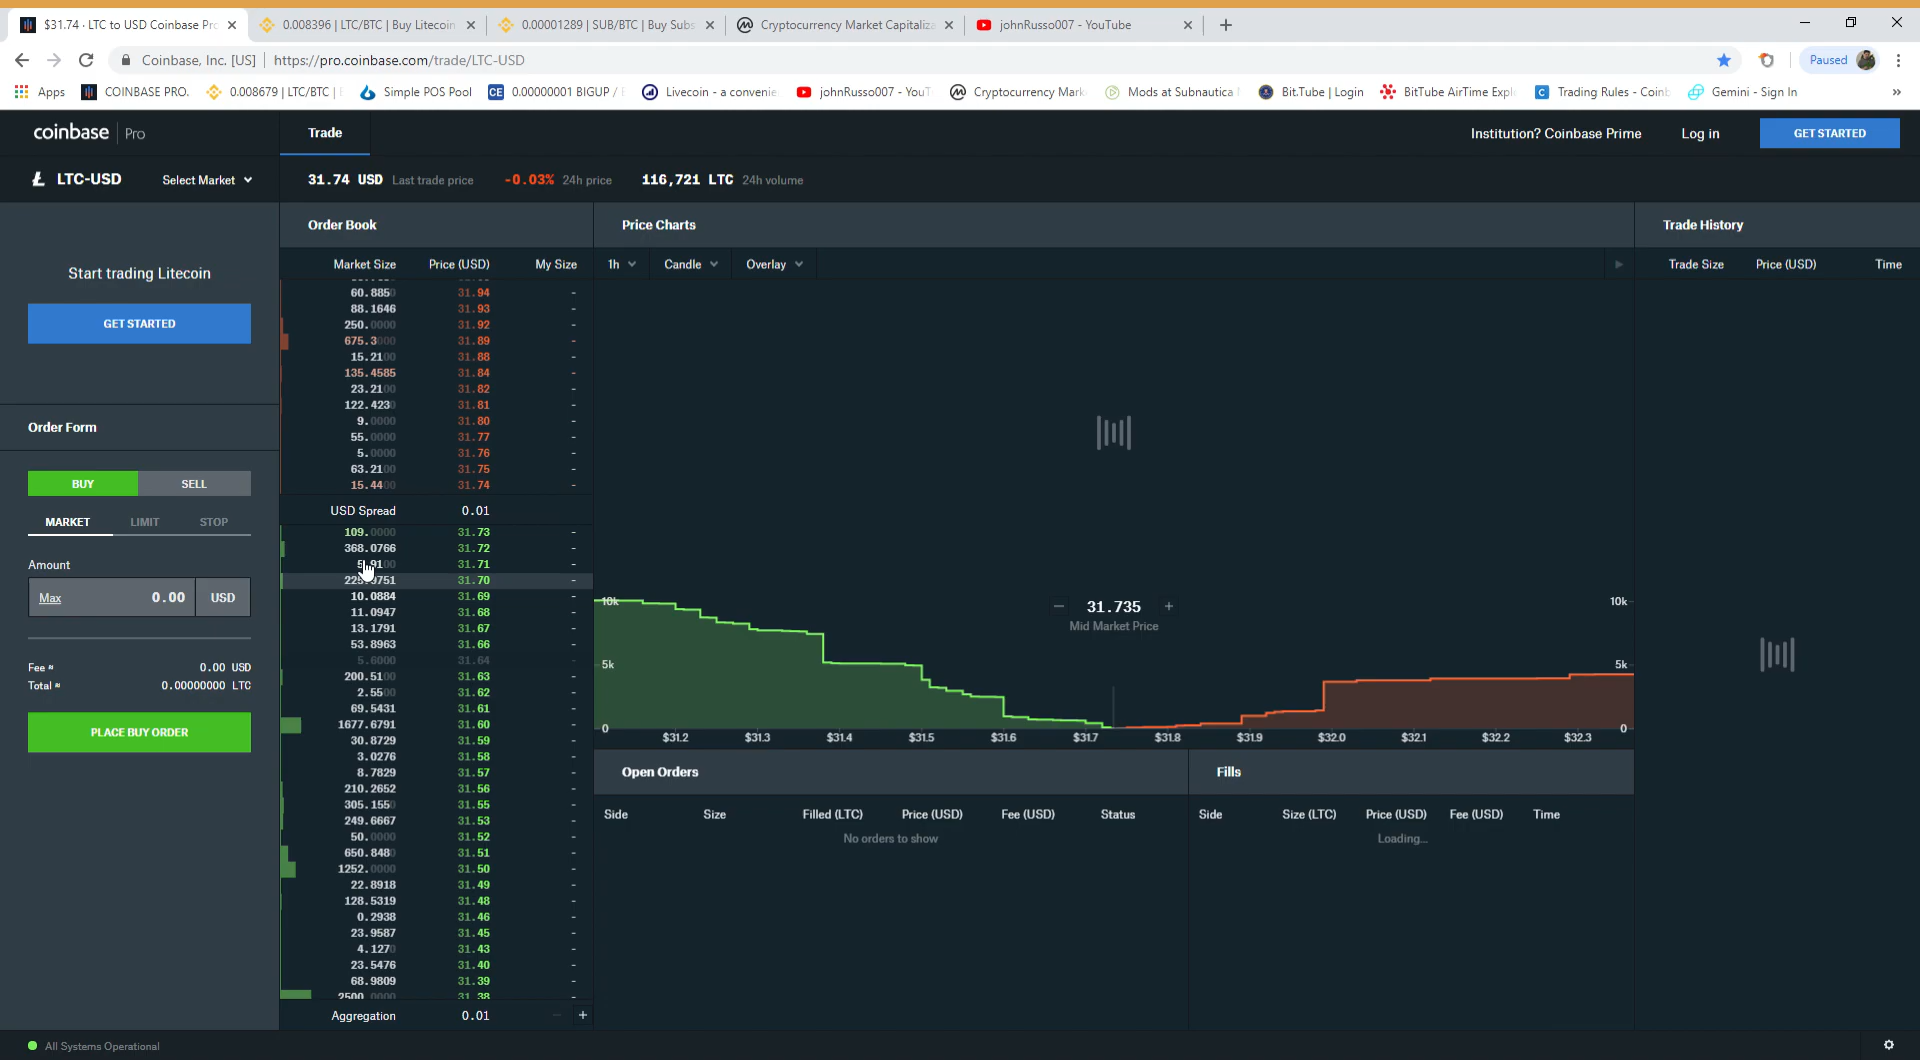 $31.74 · LTC to USD Coinbase Pro
0.008396 | LTC/BTC | Buy Litecoin
0.00001289 | SUB/BTC | Buy Subs
Cryptocurrency Market Capitaliza
johnRusso007 - YouTube
Coinbase, Inc. [US] | https://pro.coinbase.com/trade/LTC-USD
Paused
Apps
COINBASE PRO.
0.008679 | LTC/BTC |
Simple POS Pool
0.00000001 BIGUP /
Livecoin - a convenie
johnRusso007 - YouT
Cryptocurrency Mark
Mods at Subnautica
Bit.Tube | Login
BitTube AirTime Expl
Trading Rules - Coinb
Gemini - Sign In
»
coinbase | Pro
Trade
Institution? Coinbase Prime
Log in
GET STARTED
LTC-USD
Select Market
31.74 USD Last trade price
-0.03% 24h price
116,721 LTC 24h volume
Start trading Litecoin
GET STARTED
Order Form
BUY SELL
MARKET LIMIT STOP
Amount
Max 0.00 USD
Fee ≈ 0.00 USD
Total ≈ 0.00000000 LTC
PLACE BUY ORDER
Order Book
Market Size Price (USD) My Size
60.8850 31.94 -
88.1646 31.93 -
250.0000 31.92 -
675.3000 31.89 -
15.2100 31.88 -
135.4585 31.84 -
23.2100 31.82 -
122.4230 31.81 -
9.0000 31.80 -
55.0000 31.77 -
5.0000 31.76 -
63.2100 31.75 -
15.4400 31.74 -
USD Spread 0.01
109.0000 31.73 -
368.0766 31.72 -
5.9100 31.71 -
31.70 -
10.0884 31.69 -
11.0947 31.68 -
13.1791 31.67 -
53.8963 31.66 -
5.6000 31.64 -
200.5100 31.63 -
2.5500 31.62 -
69.5431 31.61 -
1677.6791 31.60 -
30.8729 31.59 -
3.0276 31.58 -
8.7829 31.57 -
210.2652 31.56 -
305.1550 31.55 -
249.6667 31.53 -
50.0000 31.52 -
650.8480 31.51 -
1252.0000 31.50 -
22.8918 31.49 -
128.5319 31.48 -
0.2938 31.46 -
23.9587 31.45 -
4.1270 31.43 -
23.5476 31.40 -
68.9809 31.39 -
2500.0000 31.38 -
Aggregation 0.01 - +
Price Charts
1h Candle Overlay
10k 10k
- 31.735 +
Mid Market Price
5k 5k
0 0
$31.2 $31.3 $31.4 $31.5 $31.6 $31.7 $31.8 $31.9 $32.0 $32.1 $32.2 $32.3
Open Orders
Side Size Filled (LTC) Price (USD) Fee (USD) Status
No orders to show
Fills
Side Size (LTC) Price (USD) Fee (USD) Time
Loading...
Trade History
Trade Size Price (USD) Time
All Systems Operational